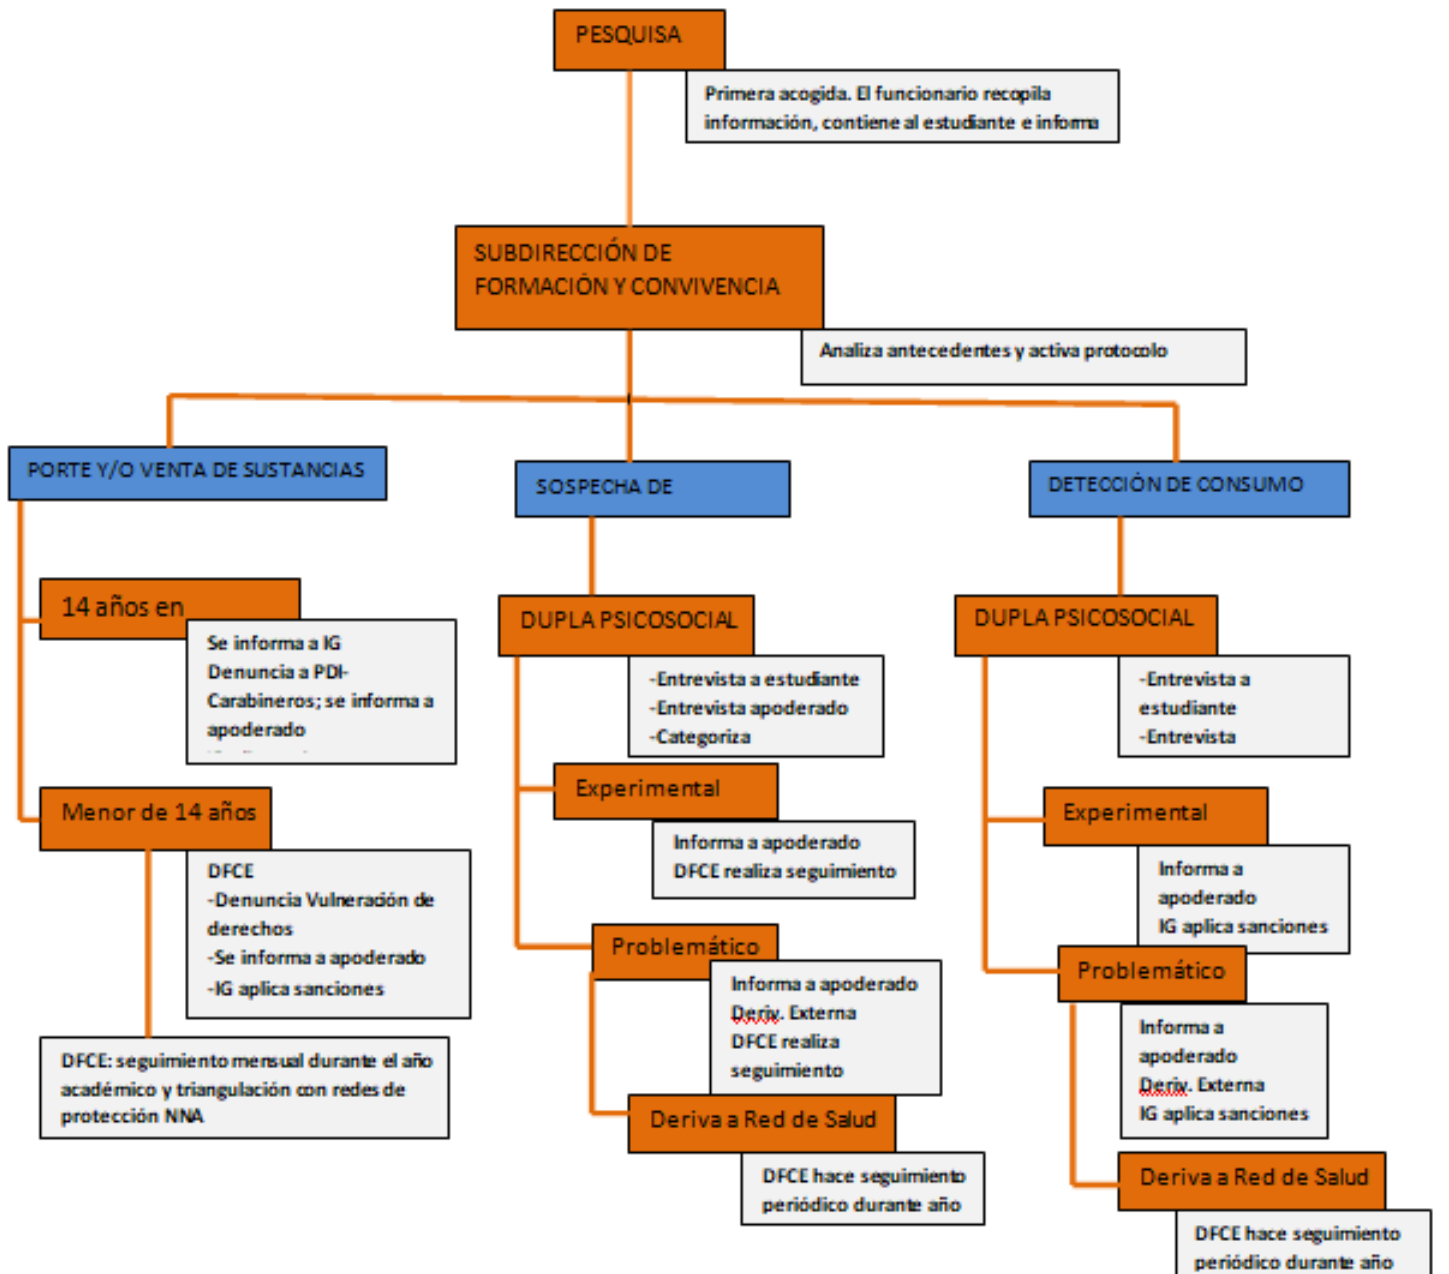 PESQUISA
Primera acogida. El funcionario recopila
información, contiene al estudiante e informa
SUBDIRECCIÓN DE
FORMACIÓN Y CONVIVENCIA
Analiza antecedentes y activa protocolo
PORTE Y/O VENTA DE SUSTANCIAS
14 años en
Se informa a IG
Denuncia a PDI-
Carabineros; se informa a
apoderado
Menor de 14 años
DFCE
-Denuncia Vulneración de
derechos
-Se informa a apoderado
-IG aplica sanciones
DFCE: seguimiento mensual durante el año
académico y triangulación con redes de
protección NNA
SOSPECHA DE
DUPLA PSICOSOCIAL
-Entrevista a estudiante
-Entrevista apoderado
-Categoriza
Experimental
Informa a apoderado
DFCE realiza seguimiento
Problemático
Informa a apoderado
Deriv. Externa
DFCE realiza
seguimiento
Deriva a Red de Salud
DFCE hace seguimiento
periódico durante año
DETECCIÓN DE CONSUMO
DUPLA PSICOSOCIAL
-Entrevista a
estudiante
-Entrevista
Experimental
Informa a
apoderado
IG aplica sanciones
Problemático
Informa a
apoderado
Deriv. Externa
IG aplica sanciones
Deriva a Red de Salud
DFCE hace seguimiento
periódico durante año